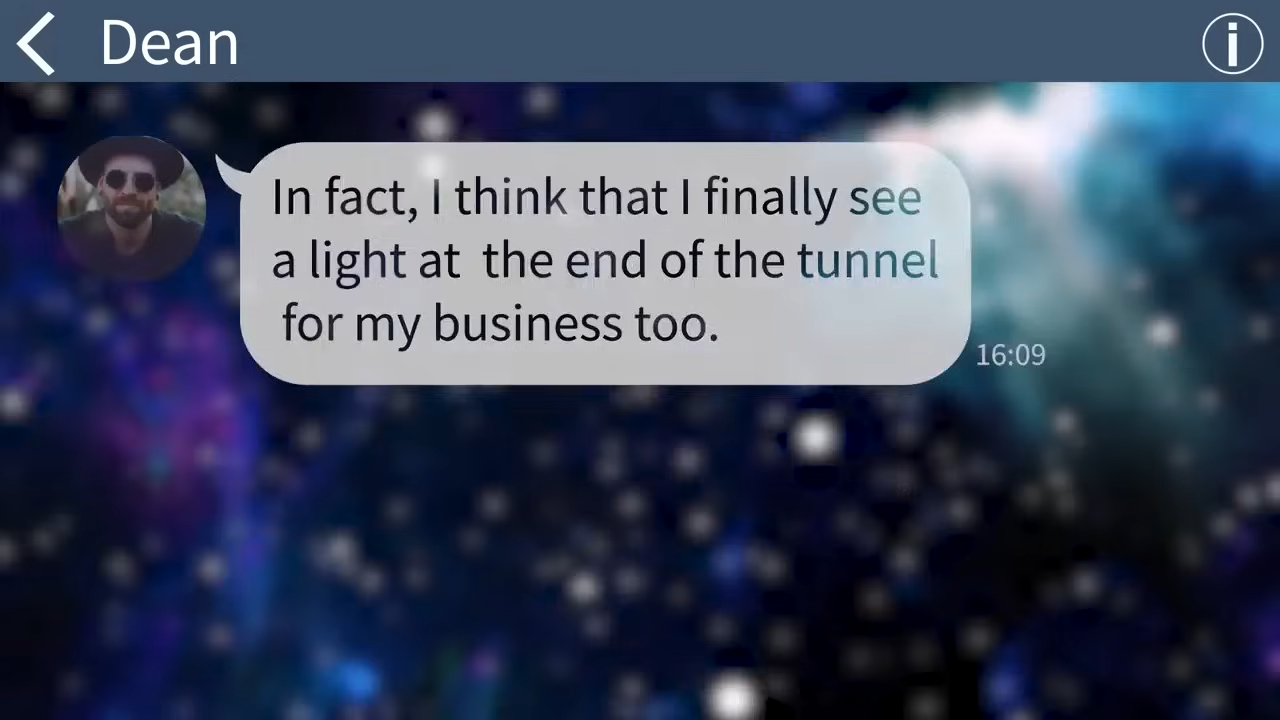 Dean
In fact, I think that I finally see
a light at  the end of the tunnel
for my business too.
16:09